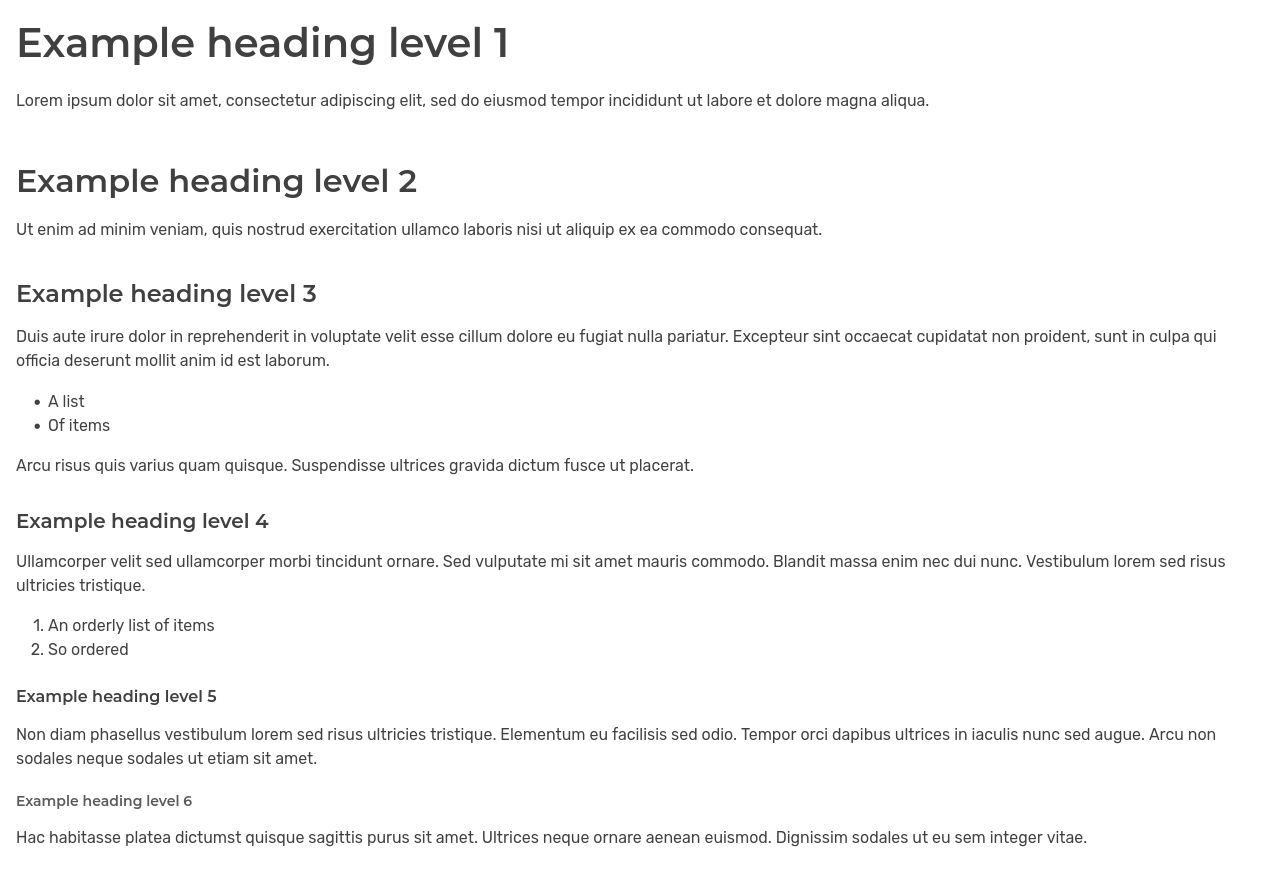 Example heading level 1
Lorem ipsum dolor sit amet, consectetur adipiscing elit, sed do eiusmod tempor incididunt ut labore et dolore magna aliqua.
Example heading level 2
Ut enim ad minim veniam, quis nostrud exercitation ullamco laboris nisi ut aliquip ex ea commodo consequat.
Example heading level 3
Duis aute irure dolor in reprehenderit in voluptate velit esse cillum dolore eu fugiat nulla pariatur. Excepteur sint occaecat cupidatat non proident, sunt in culpa qui
officia deserunt mollit anim id est laborum.
• A list
• Of items
Arcu risus quis varius quam quisque. Suspendisse ultrices gravida dictum fusce ut placerat.
Example heading level 4
Ullamcorper velit sed ullamcorper morbi tincidunt ornare. Sed vulputate mi sit amet mauris commodo. Blandit massa enim nec dui nunc. Vestibulum lorem sed risus
ultricies tristique.
1. An orderly list of items
2. So ordered
Example heading level 5
Non diam phasellus vestibulum lorem sed risus ultricies tristique. Elementum eu facilisis sed odio. Tempor orci dapibus ultrices in iaculis nunc sed augue. Arcu non
sodales neque sodales ut etiam sit amet.
Example heading level 6
Hac habitasse platea dictumst quisque sagittis purus sit amet. Ultrices neque ornare aenean euismod. Dignissim sodales ut eu sem integer vitae.